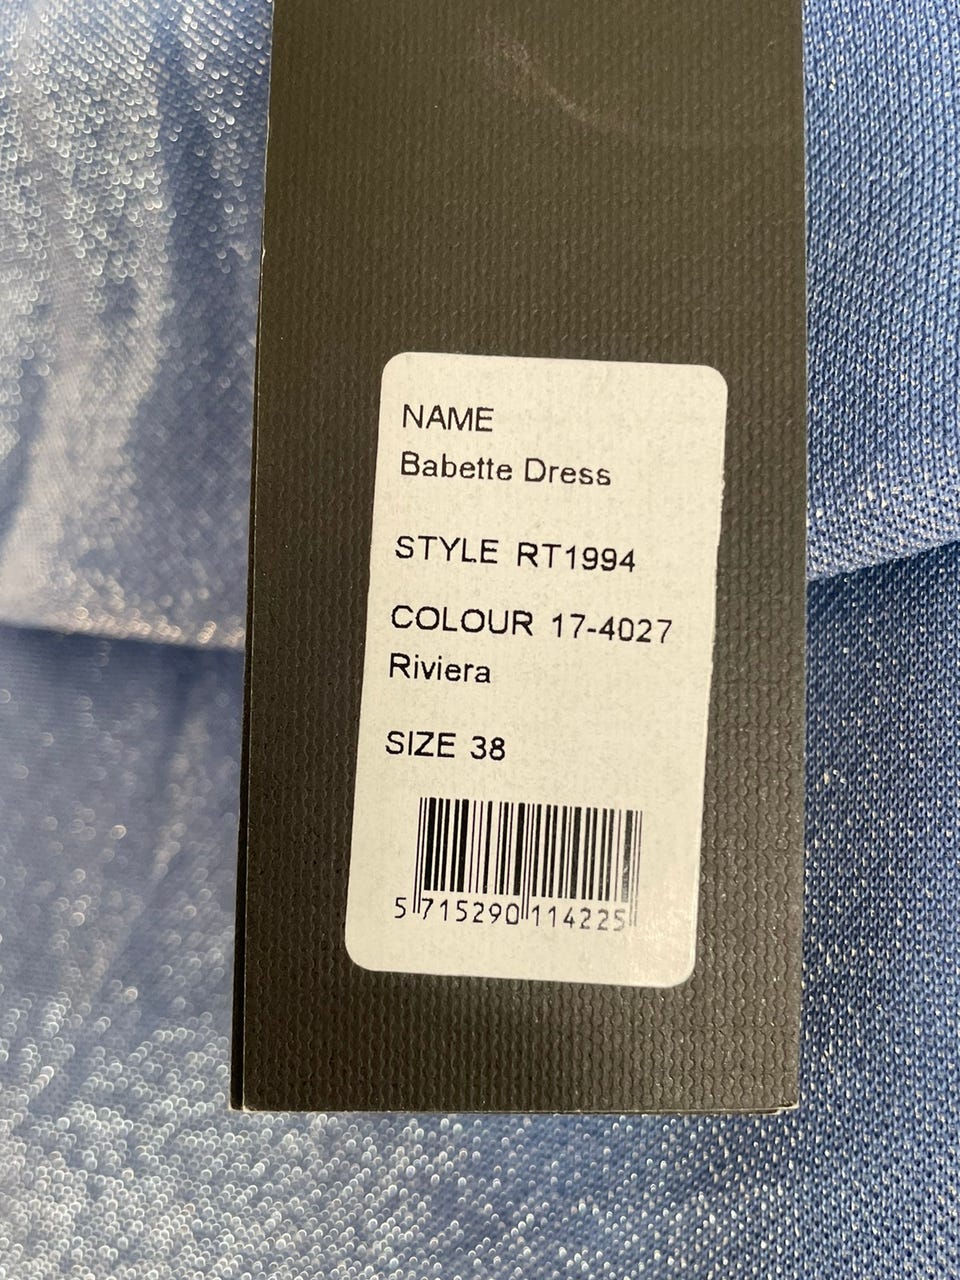 NAME
Babette Dress
STYLE RT1994
COLOUR 17-4027
Riviera
SIZE 38
5 715290 114225